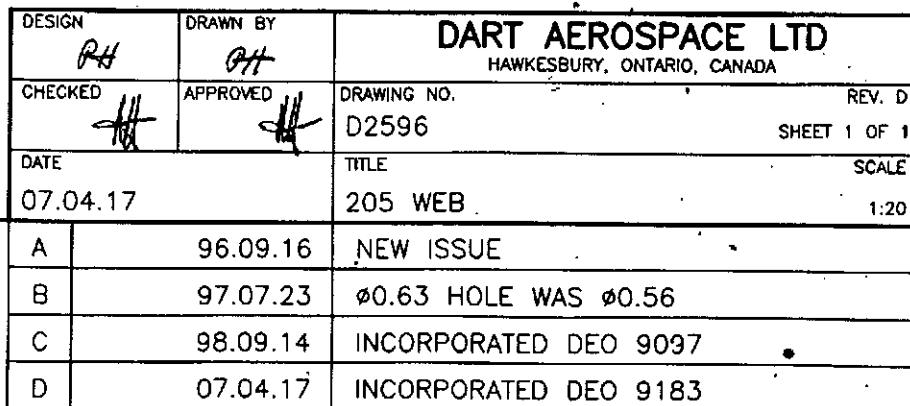 DESIGN DRAWN BY DART AEROSPACE LTD
PH PH HAWKESBURY, ONTARIO, CANADA
CHECKED APPROVED DRAWING NO. REV. D
D2596 SHEET 1 OF 1
DATE TITLE SCALE
07.04.17 205 WEB 1:20
A 96.09.16 NEW ISSUE
B 97.07.23 ø0.63 HOLE WAS ø0.56
C 98.09.14 INCORPORATED DEO 9097
D 07.04.17 INCORPORATED DEO 9183